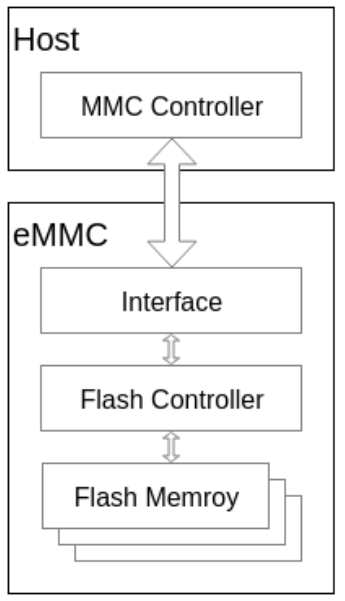 Host
MMC Controller
eMMC
Interface
Flash Controller
Flash Memroy